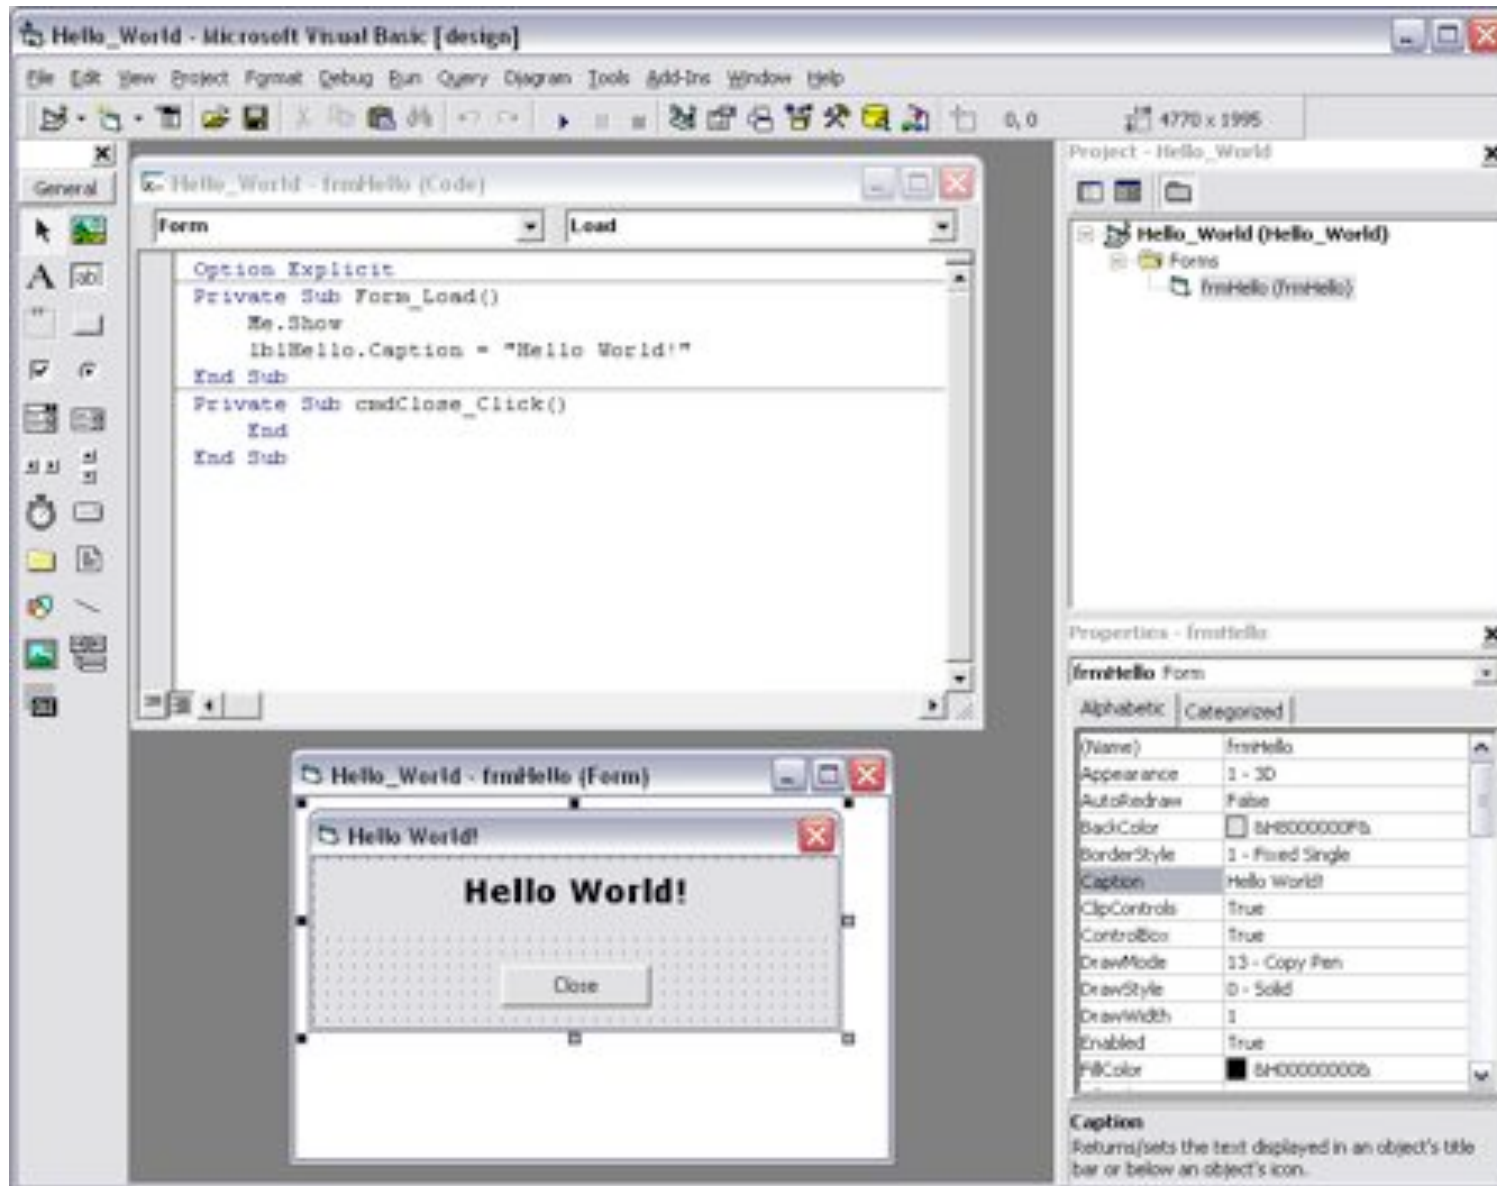 Hello_World - Microsoft Visual Basic [design]
File Edit View Project Format Debug Run Query Diagram Tools Add-Ins Window Help
0, 0
4770 x 1995
General
Hello_World - frmHello (Code)
Form
Load
Option Explicit
Private Sub Form_Load()
Me.Show
lblHello.Caption = "Hello World!"
End Sub
Private Sub cmdClose_Click()
End
End Sub
Hello_World - frmHello (Form)
Hello World!
Hello World!
Close
Project - Hello_World
Hello_World (Hello_World)
Forms
frmHello (frmHello)
Properties - frmHello
frmHello Form
Alphabetic Categorized
(Name) frmHello
Appearance 1 - 3D
AutoRedraw False
BackColor &H8000000F&
BorderStyle 1 - Fixed Single
Caption Hello World!
ClipControls True
ControlBox True
DrawMode 13 - Copy Pen
DrawStyle 0 - Solid
DrawWidth 1
Enabled True
FillColor &H00000000&
Caption
Returns/sets the text displayed in an object's title
bar or below an object's icon.